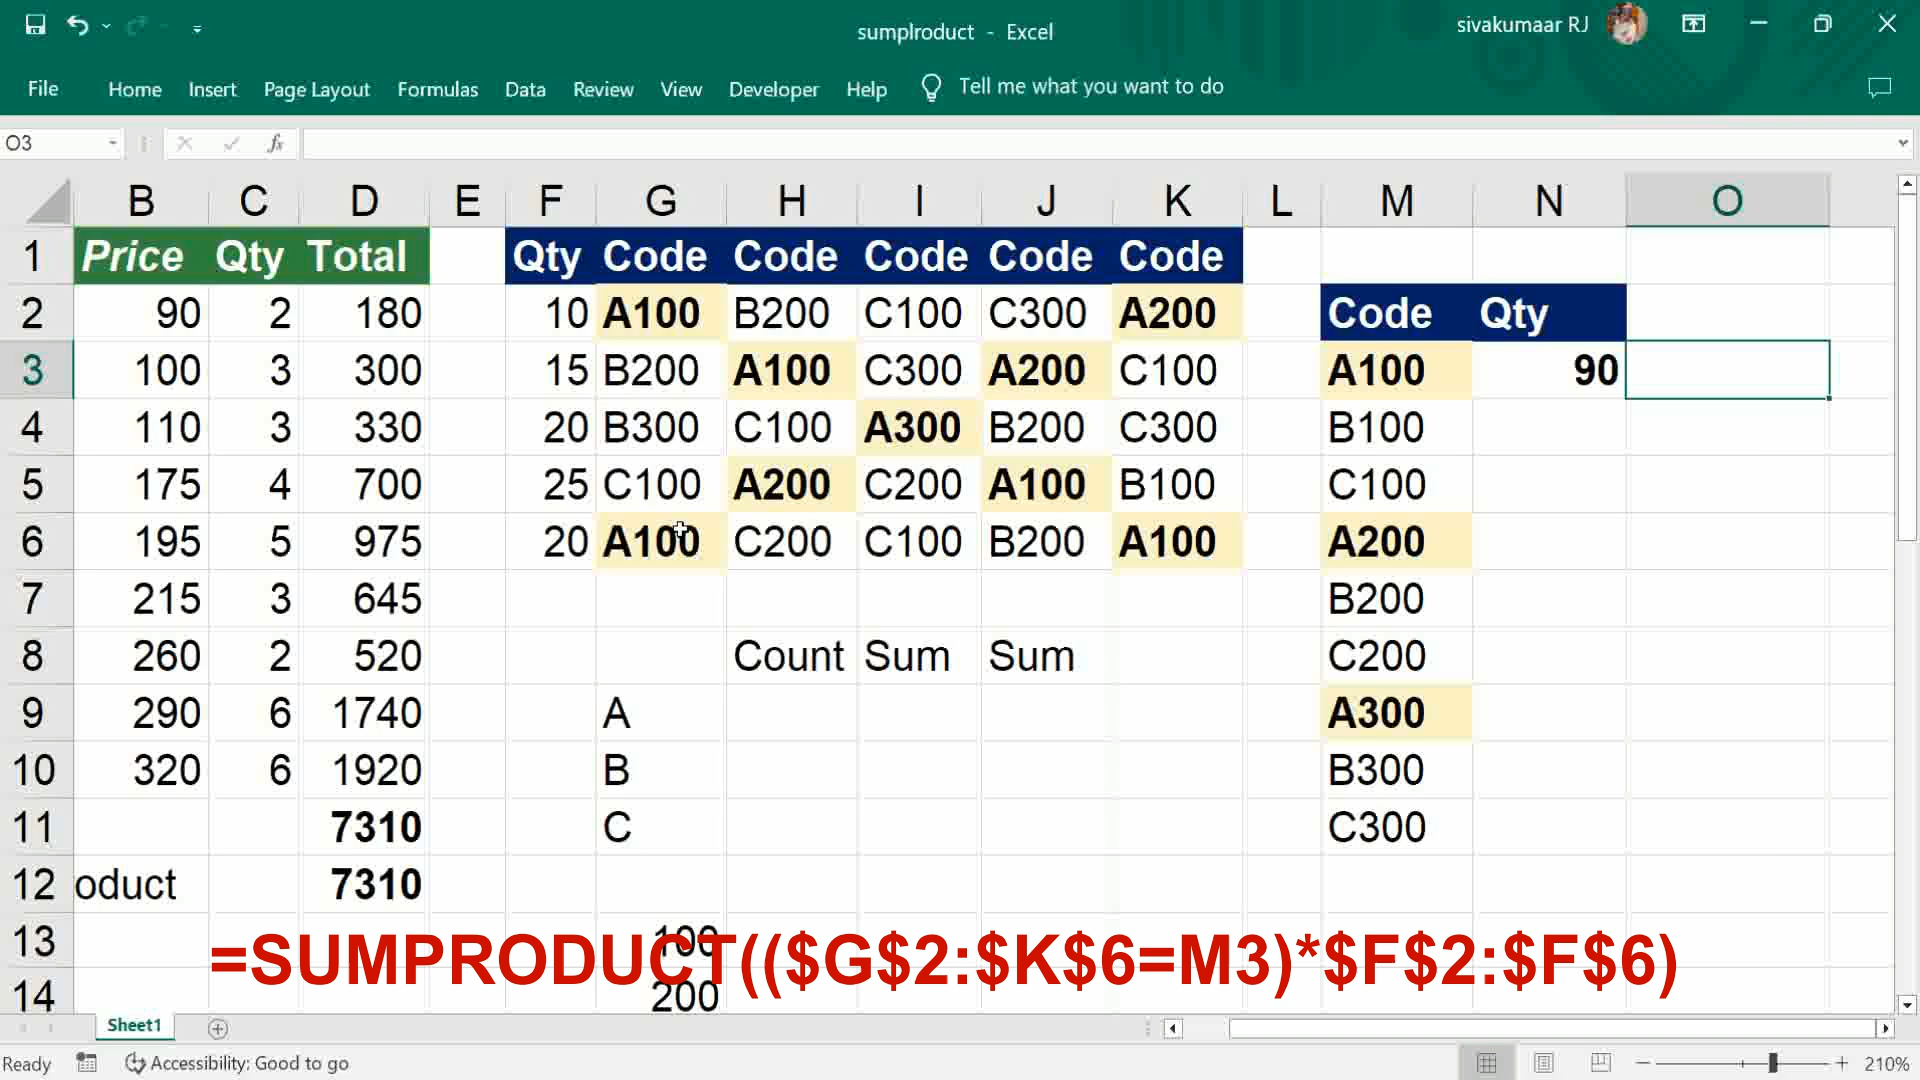 sumplroduct - Excel
sivakumaar RJ
File Home Insert Page Layout Formulas Data Review View Developer Help Tell me what you want to do
O3 fx
B C D E F G H I J K L M N O
1 Price Qty Total Qty Code Code Code Code Code
2 90 2 180 10 A100 B200 C100 C300 A200 Code Qty
3 100 3 300 15 B200 A100 C300 A200 C100 A100 90
4 110 3 330 20 B300 C100 A300 B200 C300 B100
5 175 4 700 25 C100 A200 C200 A100 B100 C100
6 195 5 975 20 A100 C200 C100 B200 A100 A200
7 215 3 645 B200
8 260 2 520 Count Sum Sum C200
9 290 6 1740 A A300
10 320 6 1920 B B300
11 7310 C C300
12 oduct 7310
13 100
=SUMPRODUCT(($G$2:$K$6=M3)*$F$2:$F$6)
14 200
Sheet1
Ready Accessibility: Good to go 210%